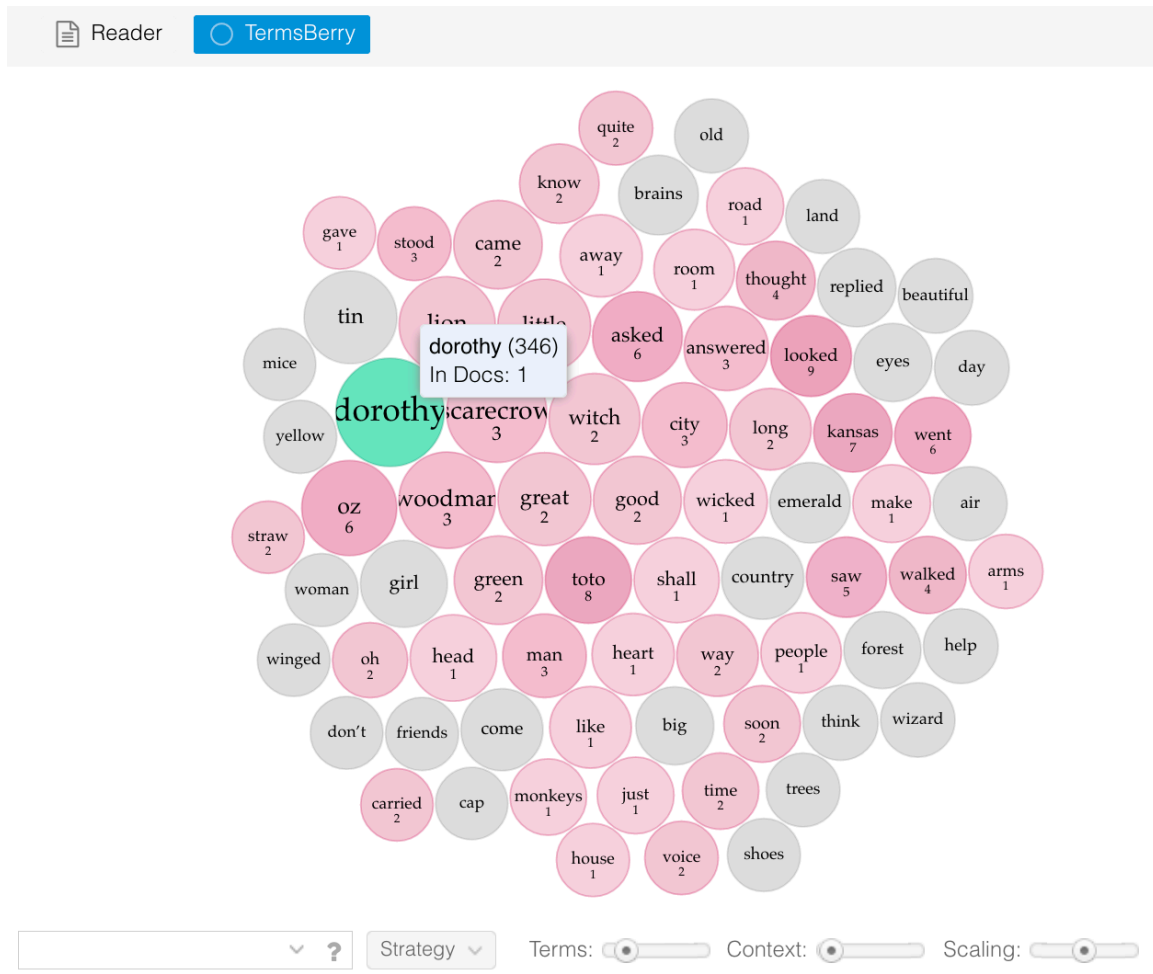 Reader TermsBerry
quite
2
old
know
2
brains
road
1
land
gave
1
stood
3
came
2
away
1
room
1
thought
4
replied
beautiful
tin
lion
little
asked
6
answered
3
looked
9
eyes
day
mice
dorothy (346)
In Docs: 1
dorothy
scarecrow
3
witch
2
city
3
long
2
kansas
7
went
6
yellow
oz
6
woodman
3
great
2
good
2
wicked
1
emerald
make
1
air
straw
2
woman
girl
green
2
toto
8
shall
1
country
saw
5
walked
4
arms
1
winged
oh
2
head
1
man
3
heart
1
way
2
people
1
forest
help
don't
friends
come
like
1
big
soon
2
think
wizard
carried
2
cap
monkeys
1
just
1
time
2
trees
house
1
voice
2
shoes
? Strategy Terms: Context: Scaling: